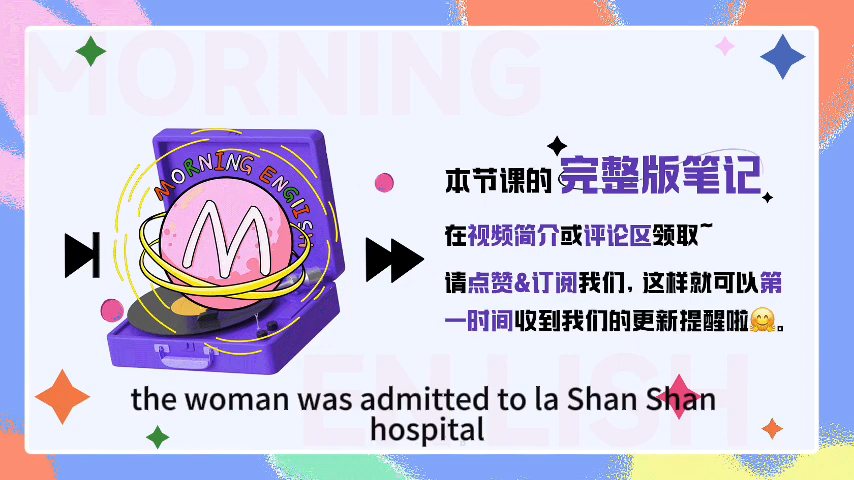 MORNING
MORNING ENGLISH
M
本节课的 完整版笔记
在视频简介或评论区领取~
请点赞&订阅我们，这样就可以第
一时间收到我们的更新提醒啦🤗。
EN LISH
the woman was admitted to la Shan Shan
hospital